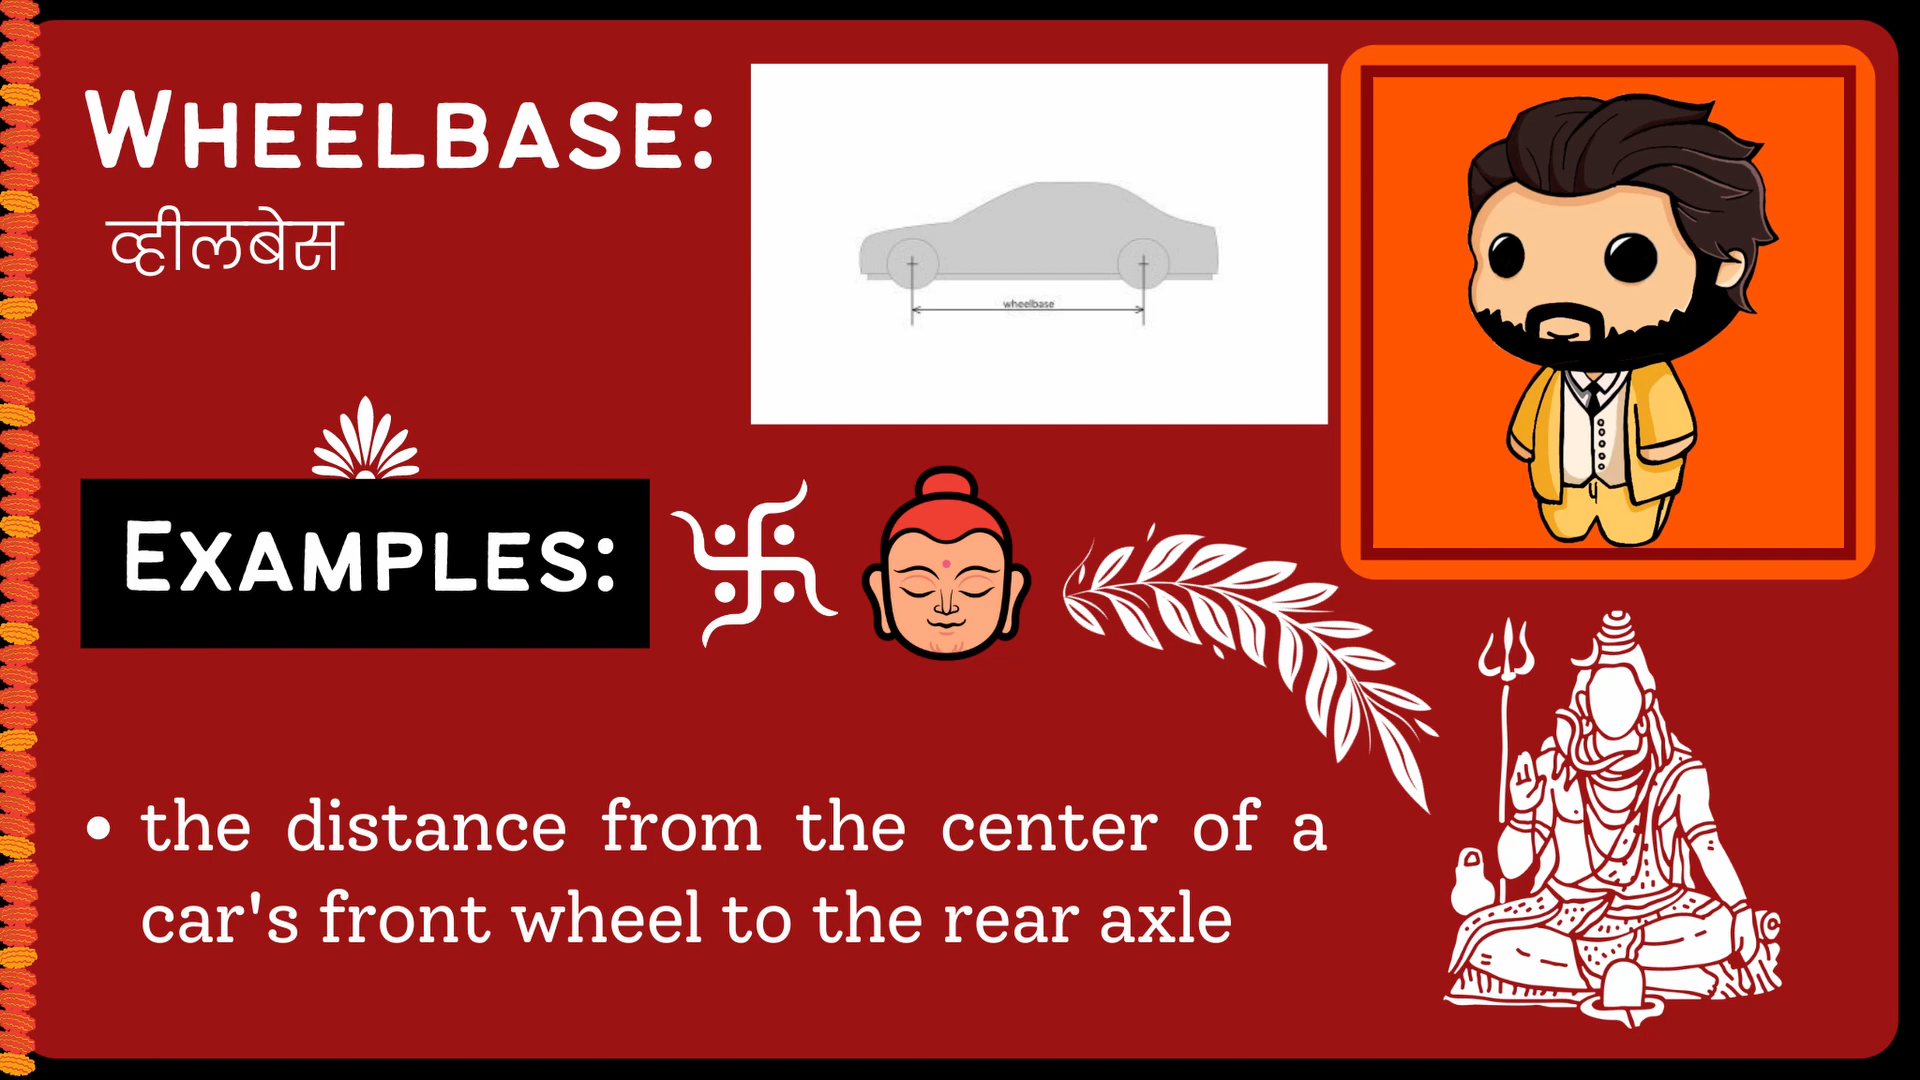 WHEELBASE:
व्हीलबेस
wheelbase
EXAMPLES:
• the distance from the center of a
car's front wheel to the rear axle